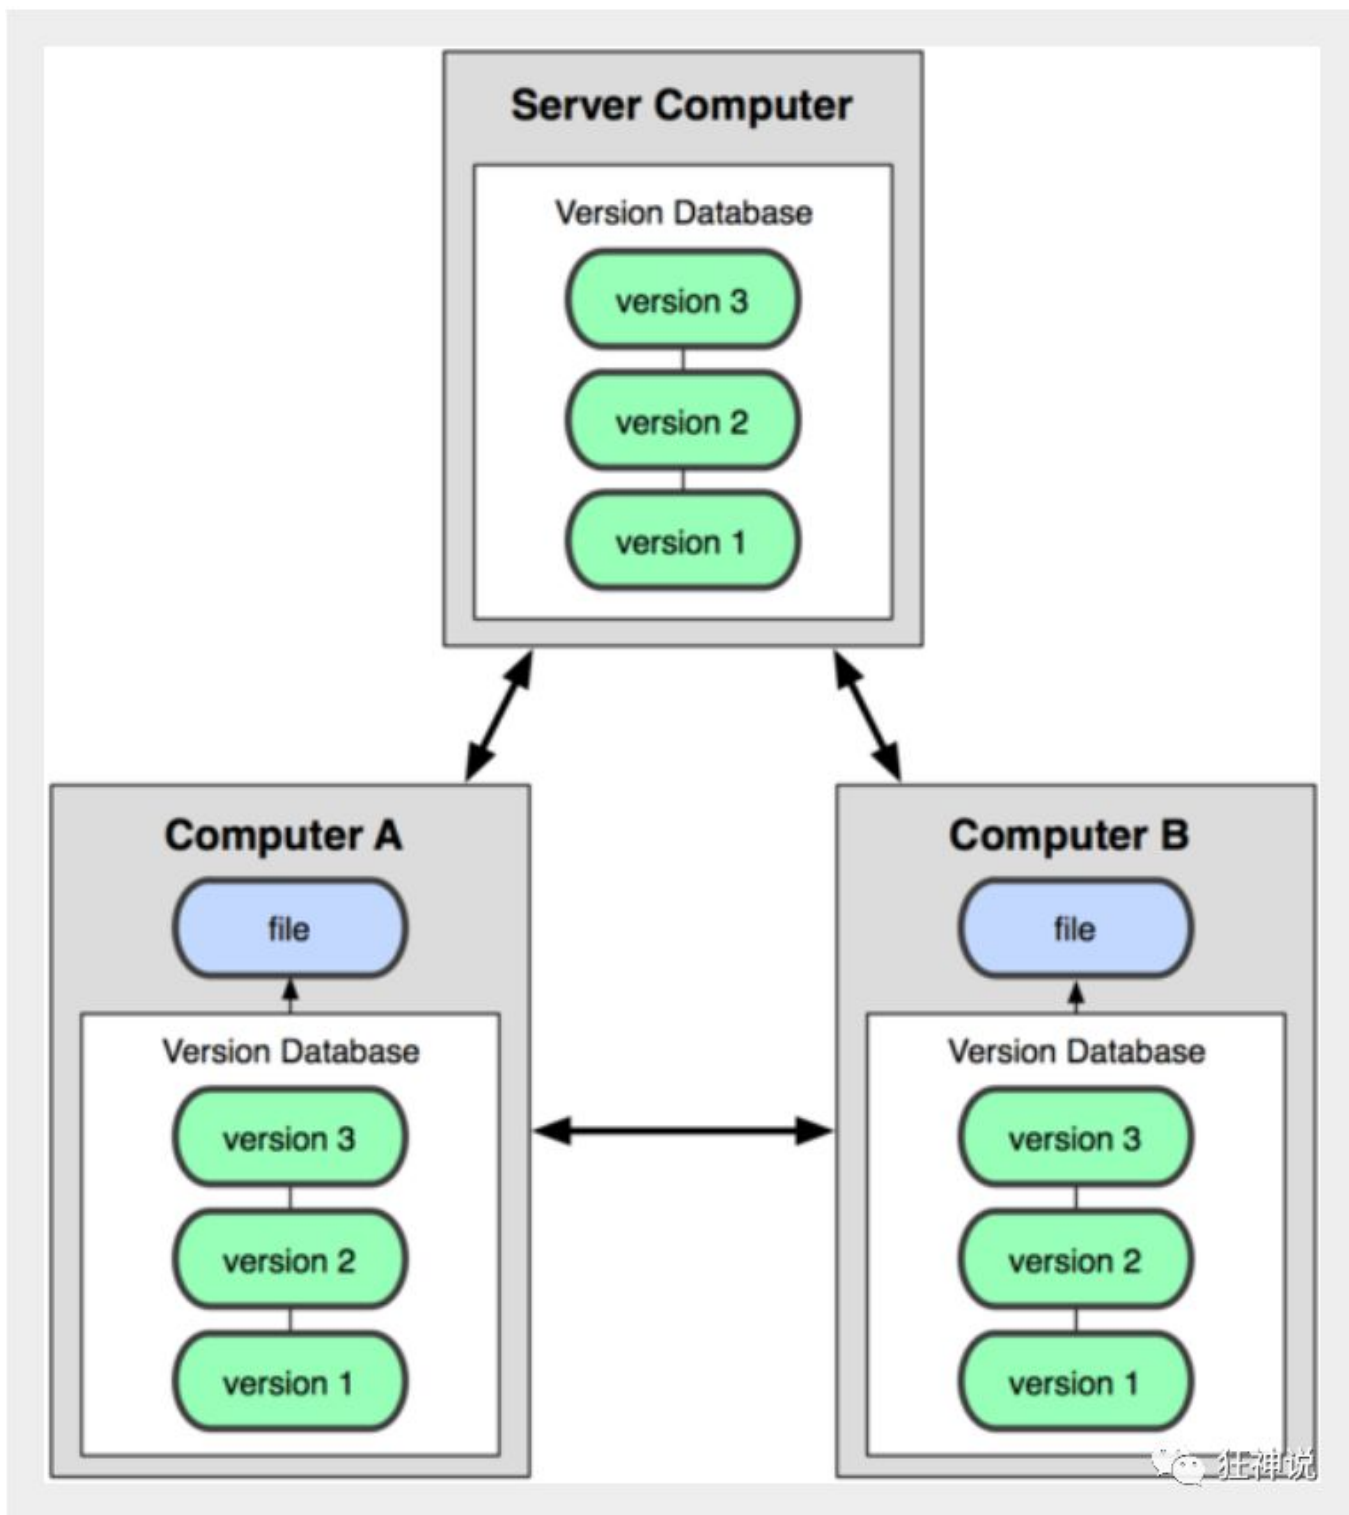 Server Computer
Version Database
version 3
version 2
version 1
Computer A
file
Version Database
version 3
version 2
version 1
Computer B
file
Version Database
version 3
version 2
version 1
狂神说